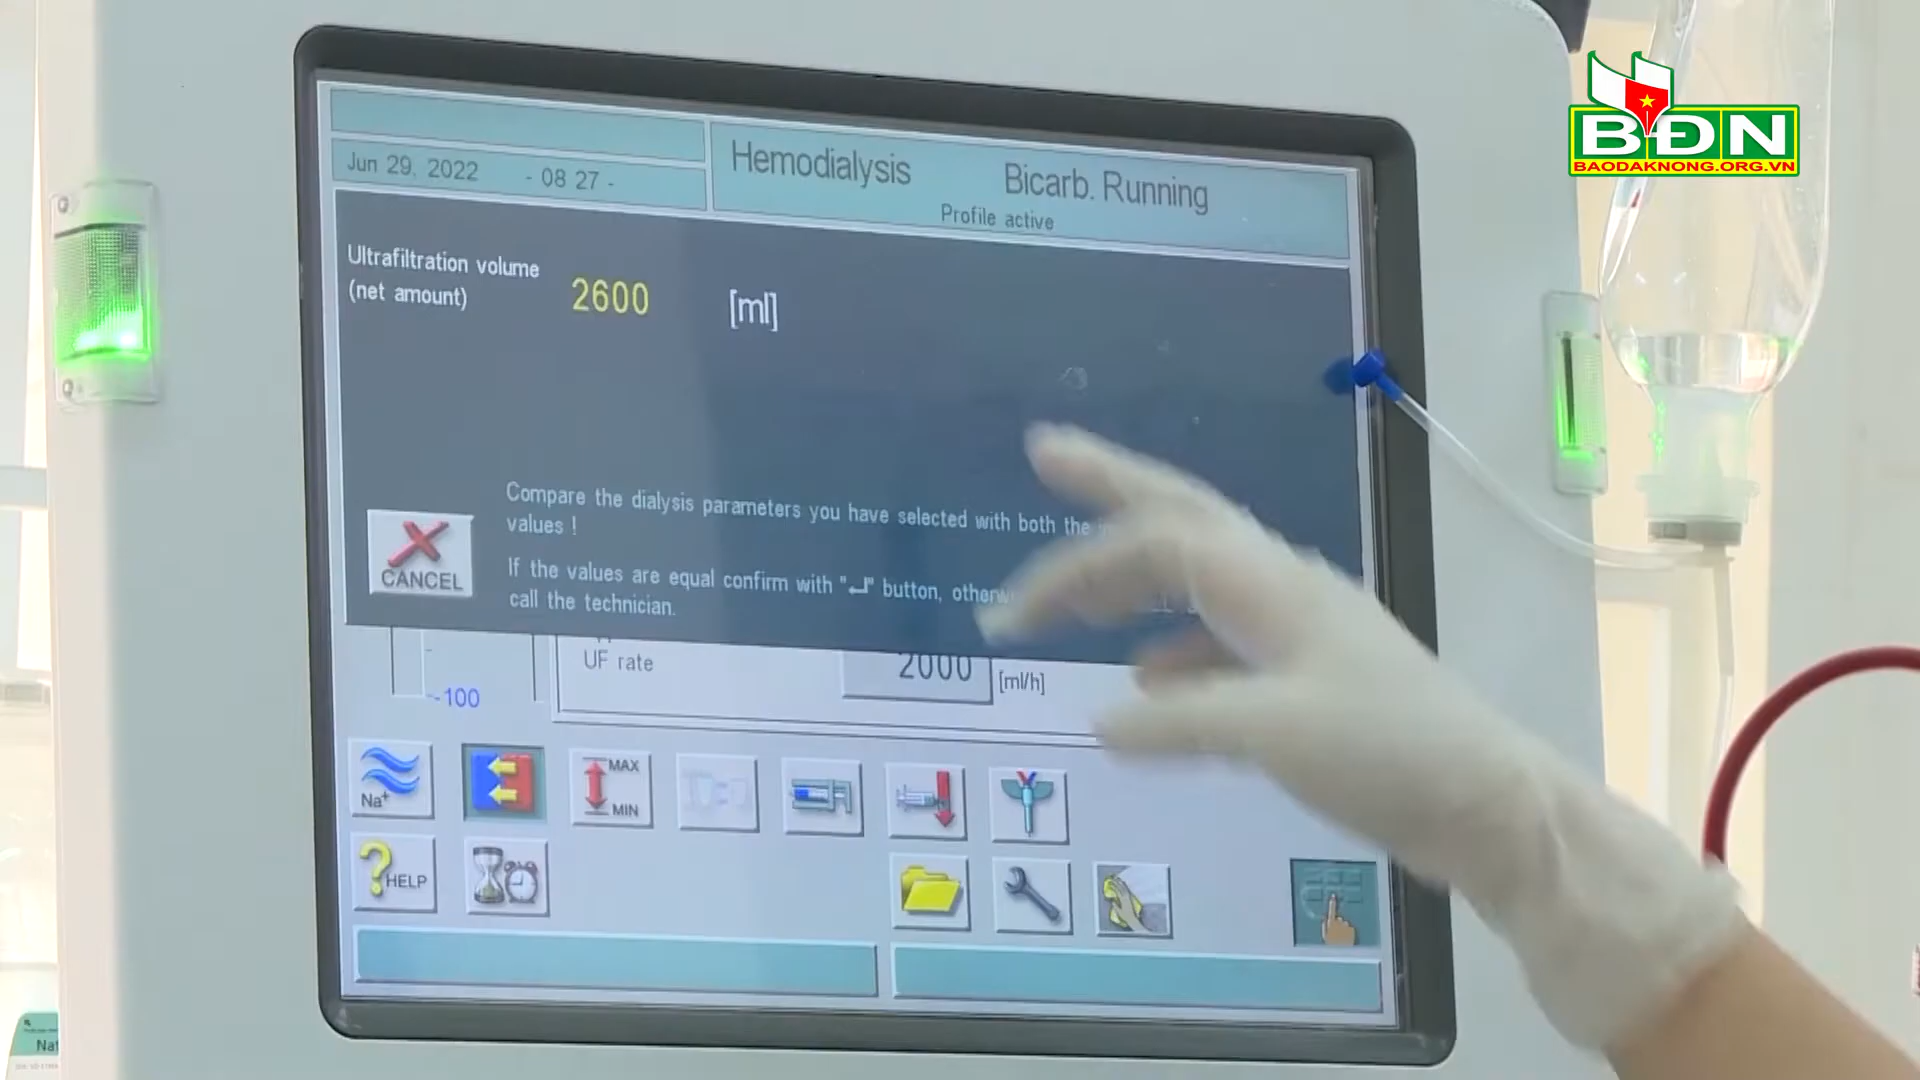 BĐN
BAODAKNONG.ORG.VN
Jun 29, 2022 - 08 27 -
Hemodialysis Bicarb. Running
Profile active
Ultrafiltration volume
(net amount) 2600 [ml]
Compare the dialysis parameters you have selected with both the
values !
If the values are equal confirm with "↵" button,
call the technician.
CANCEL
UF rate 2000 [ml/h]
-100
Na+
MAX
MIN
HELP